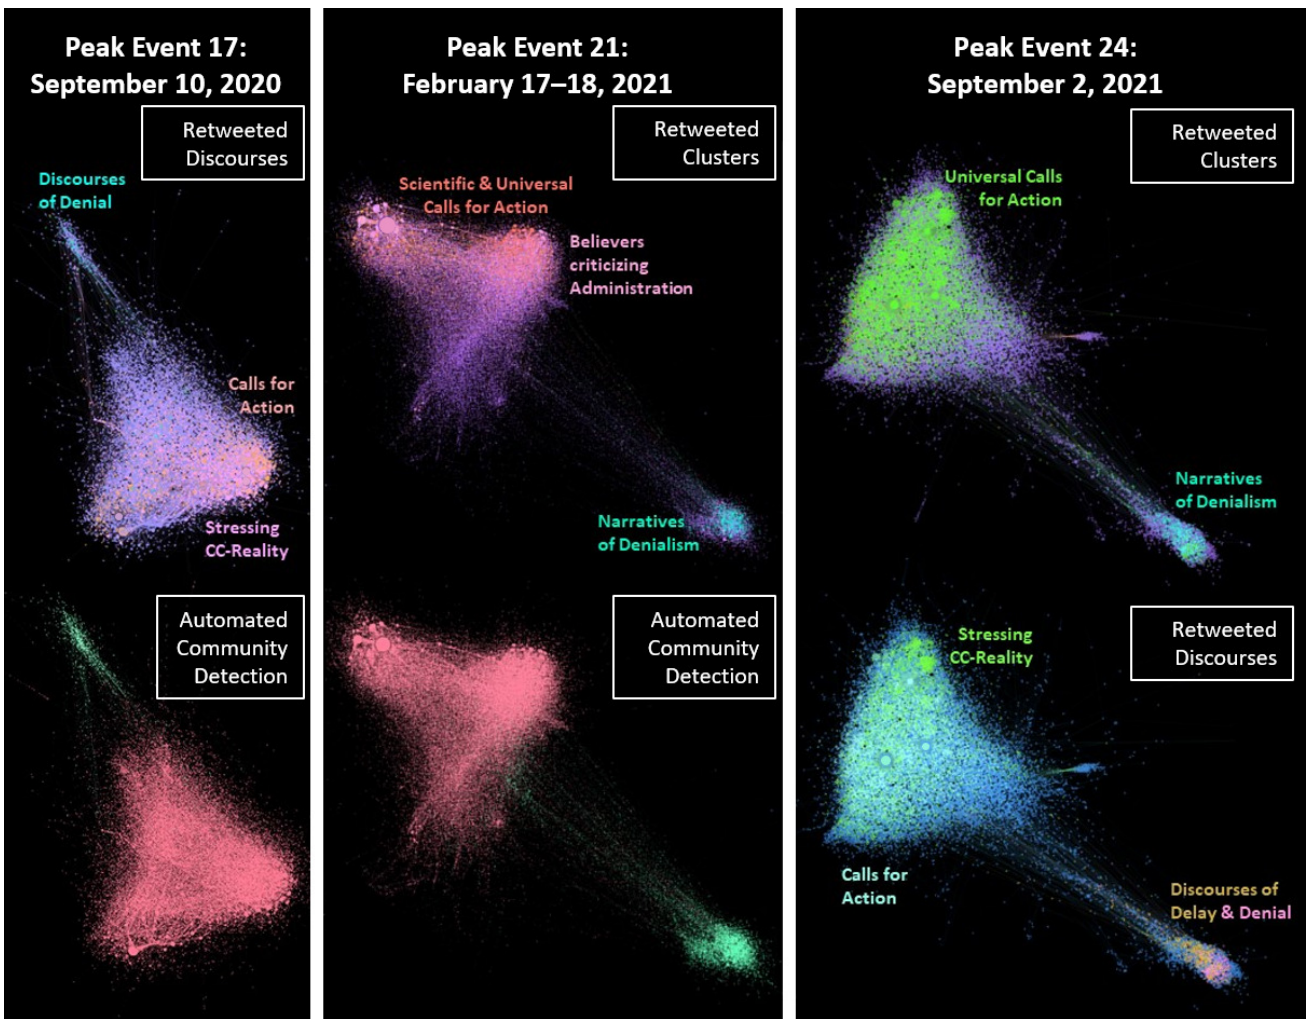 Peak Event 17:
September 10, 2020
Retweeted
Discourses
Discourses
of Denial
Calls for
Action
Stressing
CC-Reality
Automated
Community
Detection
Peak Event 21:
February 17–18, 2021
Retweeted
Clusters
Scientific & Universal
Calls for Action
Believers
criticizing
Administration
Narratives
of Denialism
Automated
Community
Detection
Peak Event 24:
September 2, 2021
Retweeted
Clusters
Universal Calls
for Action
Narratives
of Denialism
Retweeted
Discourses
Stressing
CC-Reality
Calls for
Action
Discourses of
Delay & Denial